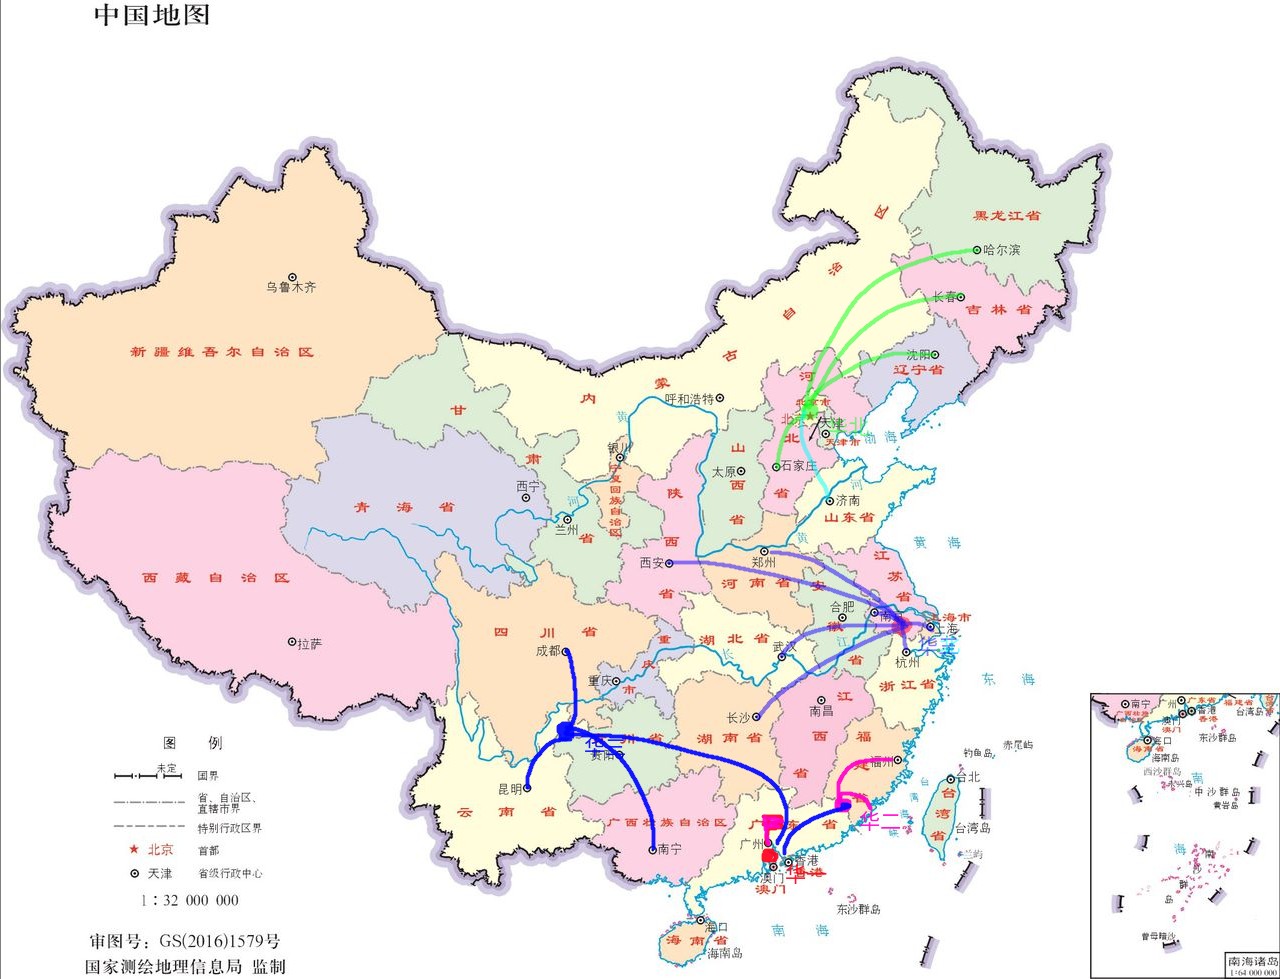 中国地图
黑龙江省
哈尔滨
长春
吉林省
沈阳
辽宁省
乌鲁木齐
新疆维吾尔自治区
内蒙古自治区
呼和浩特
甘肃省
河北省
北京市
北京
天津
天津市
渤海
石家庄
山西省
太原
济南
山东省
银川
宁夏回族自治区
黄河
西宁
青海省
兰州
陕西省
西安
郑州
河南省
江苏省
黄海
安徽省
合肥
上海市
上海
西藏自治区
拉萨
四川省
成都
重庆市
重庆
湖北省
武汉
长江
杭州
浙江省
东海
长沙
湖南省
南昌
江西省
福建省
福州
州省
贵阳
华三
昆明
云南省
广西壮族自治区
南宁
广东省
广州
华二
香港
澳门
澳门
台湾海峡
台湾省
台北
台湾岛
钓鱼岛
赤尾屿
兰屿
东沙群岛
南海
海口
海南省
海南岛
图例
未定
国界
省、自治区、
直辖市界
特别行政区界
北京
首都
天津
省级行政中心
1:32 000 000
审图号：GS(2016)1579号
国家测绘地理信息局 监制
南宁
广州
广东省
福建省
香港
香港
台湾岛
澳门
澳门
东沙群岛
海口
海南省
海南岛
西沙群岛
永兴岛
中沙群岛
黄岩岛
南海
南沙群岛
曾母暗沙
南海诸岛
1:64 000 000